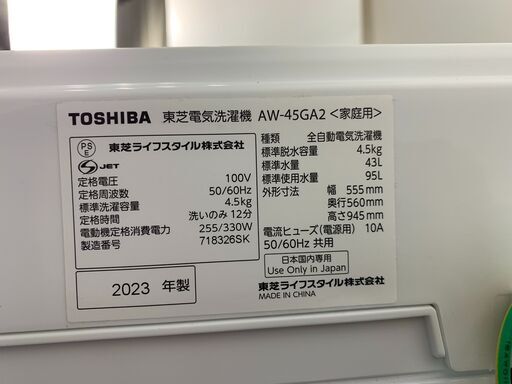 TOSHIBA 東芝電気洗濯機 AW-45GA2 <家庭用>
PS E
東芝ライフスタイル株式会社
S JET
定格電圧 100V
定格周波数 50/60Hz
標準洗濯容量 4.5kg
定格時間 洗いのみ 12分
電動機定格消費電力 255/330W
製造番号 718326SK
2023 年製
種類 全自動電気洗濯機
標準脱水容量 4.5kg
標準水量 43L
標準使用水量 95L
外形寸法 幅 555mm
奥行560mm
高さ945mm
電流ヒューズ(電源用) 10A
50/60Hz 共用
日本国内専用
Use Only in Japan
東芝ライフスタイル株式会社
MADE IN CHINA